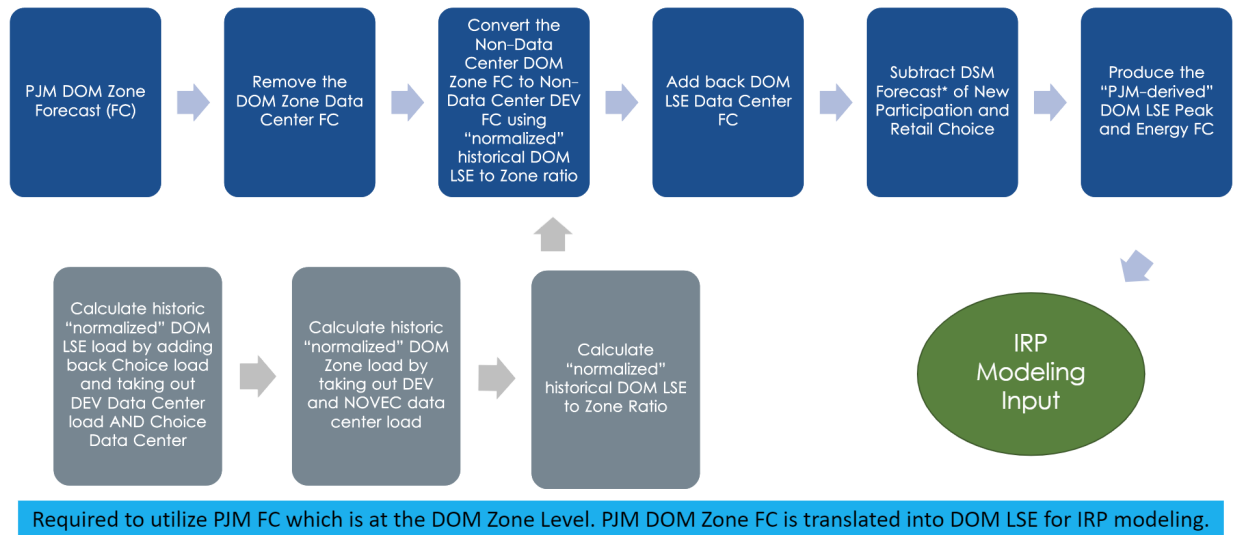 PJM DOM Zone
Forecast (FC)
Remove the
DOM Zone Data
Center FC
Convert the
Non-Data
Center DOM
Zone FC to Non-
Data Center DEV
FC using
“normalized”
historical DOM
LSE to Zone ratio
Add back DOM
LSE Data Center
FC
Subtract DSM
Forecast* of New
Participation and
Retail Choice
Produce the
“PJM-derived”
DOM LSE Peak
and Energy FC
Calculate historic
“normalized” DOM
LSE load by adding
back Choice load
and taking out
DEV Data Center
load AND Choice
Data Center
Calculate historic
“normalized” DOM
Zone load by
taking out DEV
and NOVEC data
center load
Calculate
“normalized”
historical DOM LSE
to Zone Ratio
IRP
Modeling
Input
Required to utilize PJM FC which is at the DOM Zone Level. PJM DOM Zone FC is translated into DOM LSE for IRP modeling.